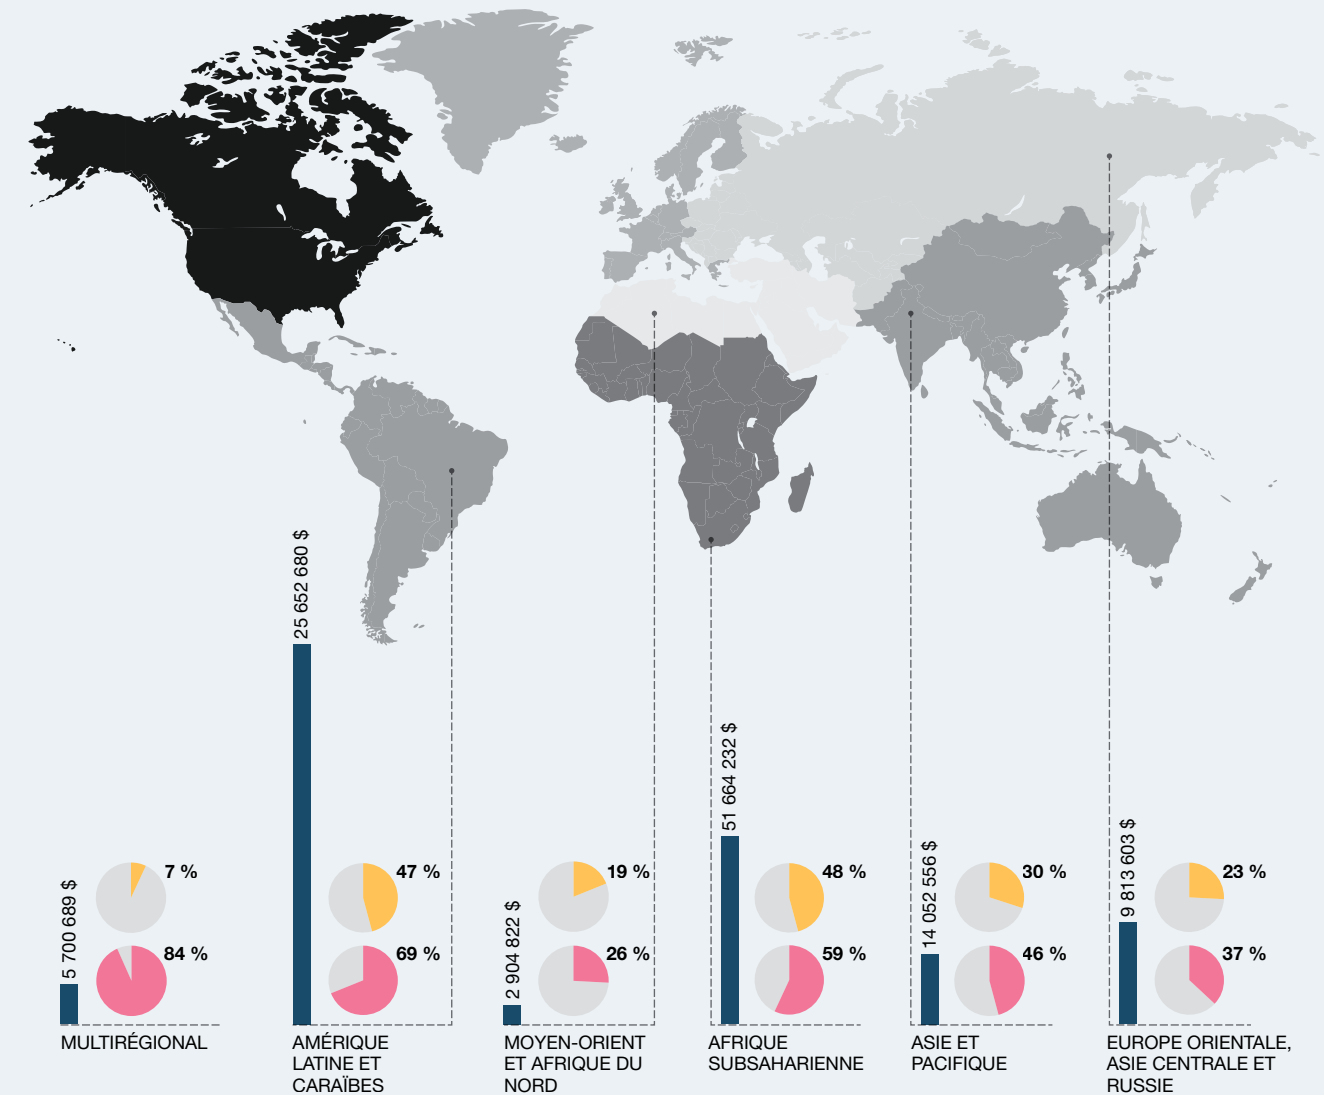 5 700 689 $
7 %
84 %
MULTIRÉGIONAL
25 652 680 $
47 %
69 %
AMÉRIQUE
LATINE ET
CARAÏBES
2 904 822 $
19 %
26 %
MOYEN-ORIENT
ET AFRIQUE DU
NORD
51 664 232 $
48 %
59 %
AFRIQUE
SUBSAHARIENNE
14 052 556 $
30 %
46 %
ASIE ET
PACIFIQUE
9 813 603 $
23 %
37 %
EUROPE ORIENTALE,
ASIE CENTRALE ET
RUSSIE